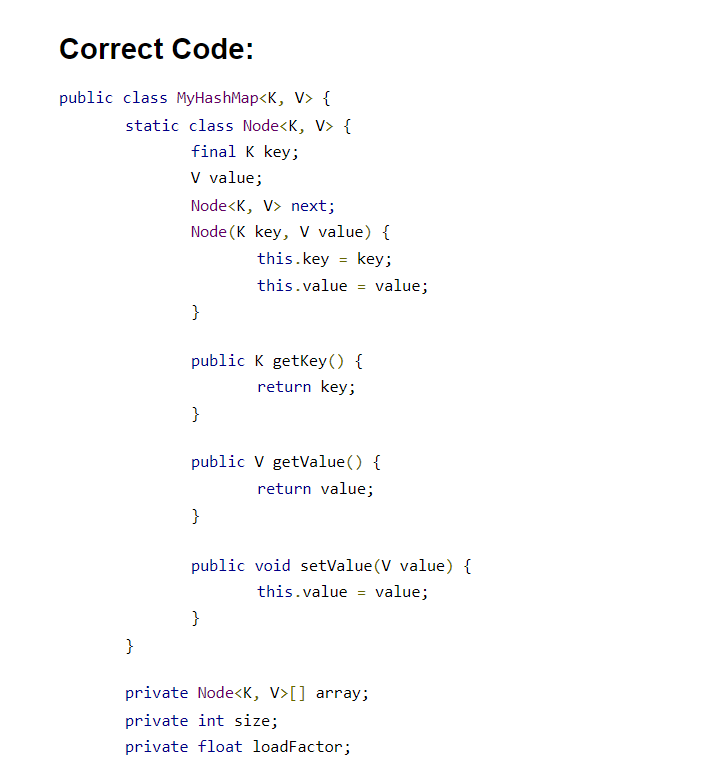 Correct Code:
public class MyHashMap<K, V> {
static class Node<K, V> {
final K key;
V value;
Node<K, V> next;
Node(K key, V value) {
this.key = key;
this.value = value;
}
public K getKey() {
return key;
}
public V getValue() {
return value;
}
public void setValue(V value) {
this.value = value;
}
}
private Node<K, V>[] array;
private int size;
private float loadFactor;